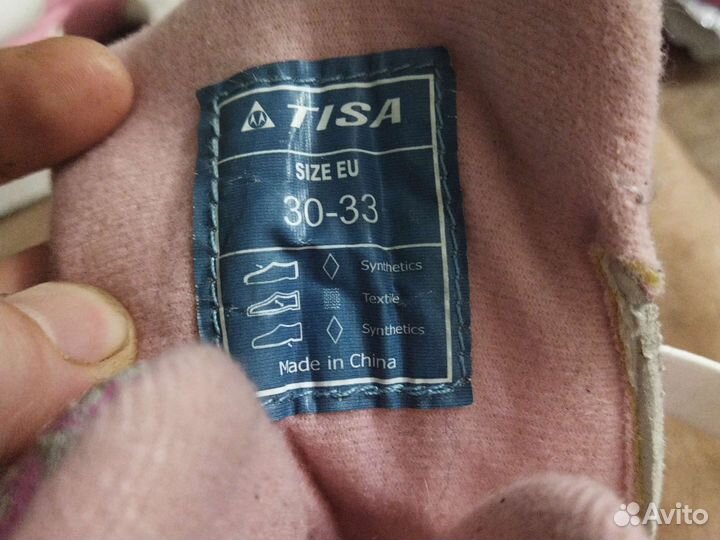 TISA
SIZE EU
30-33
Synthetics
Textile
Synthetics
Made in China
Avito